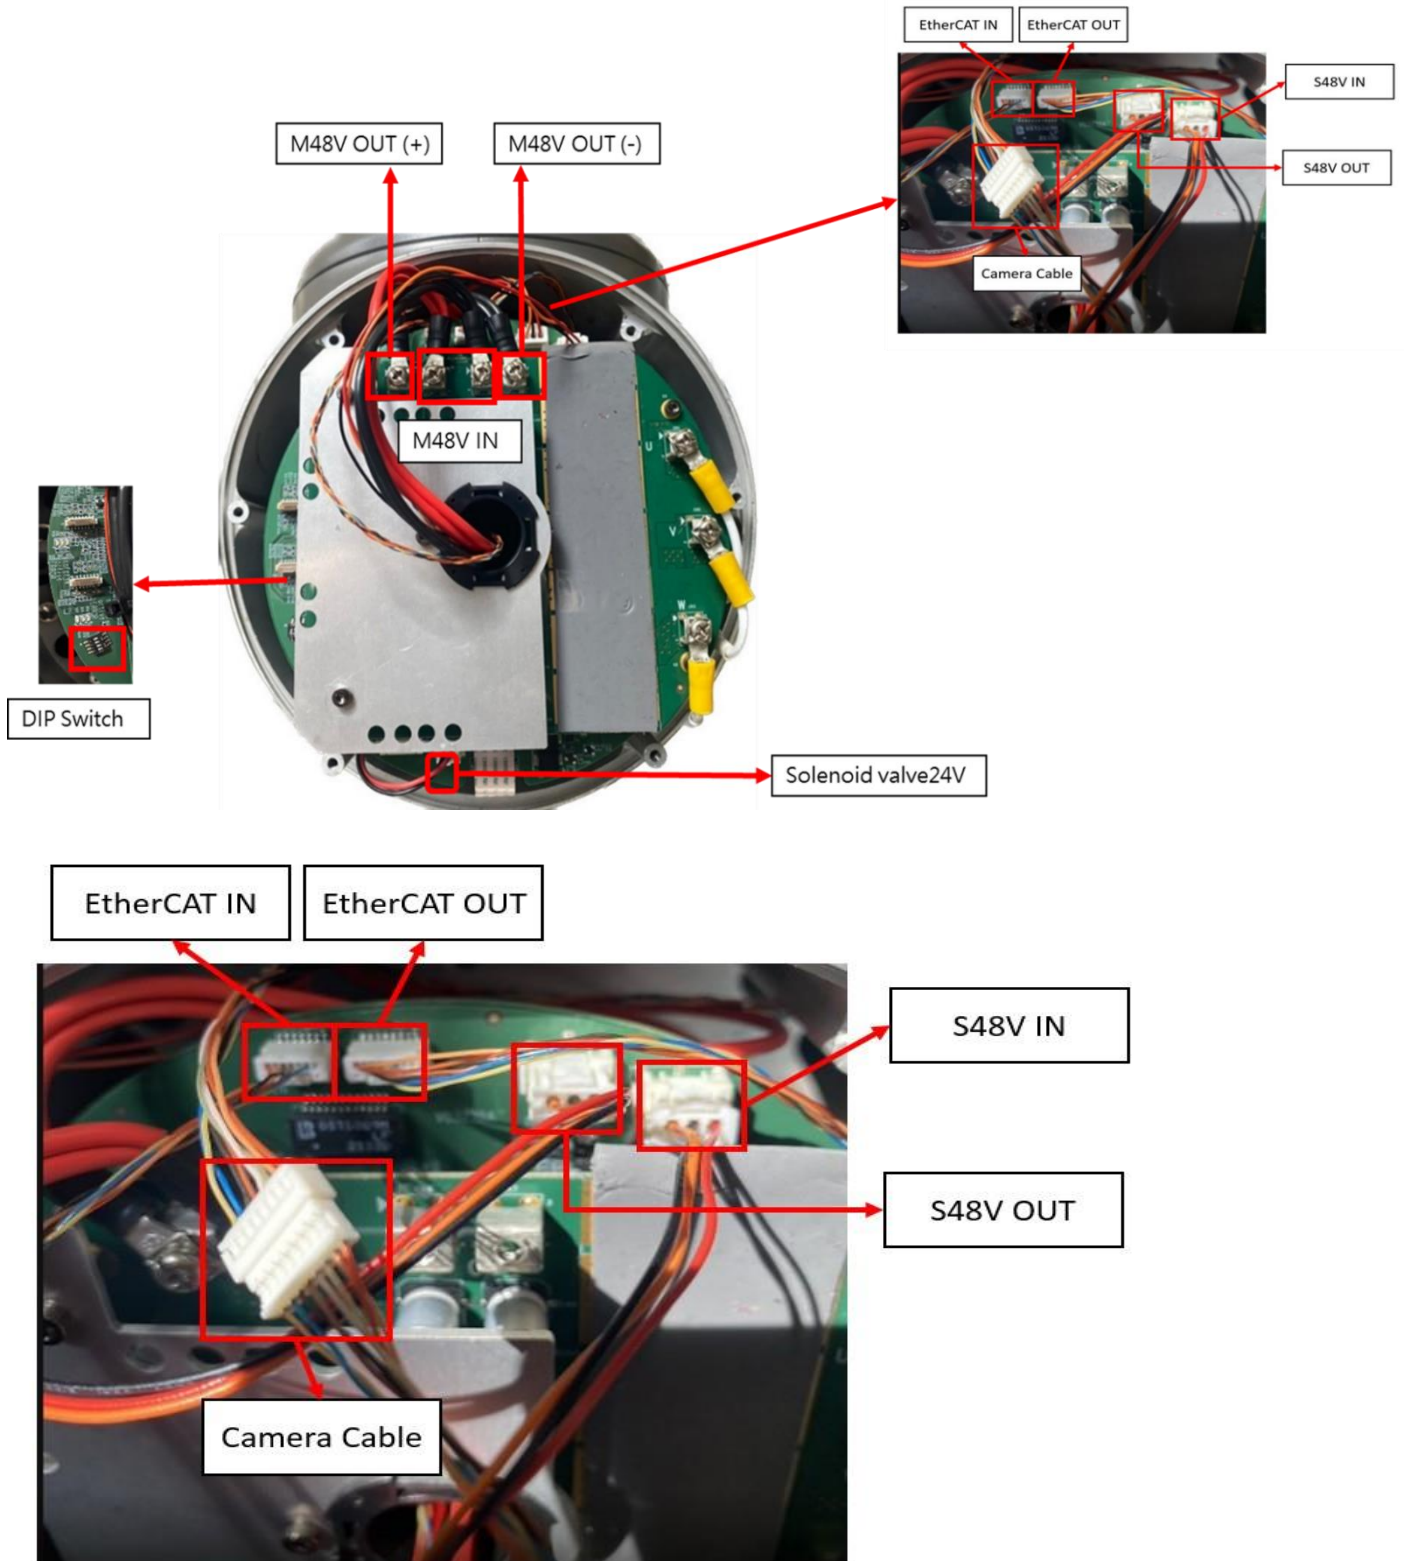 EtherCAT IN
EtherCAT OUT
S48V IN
S48V OUT
Camera Cable
M48V OUT (+)
M48V OUT (-)
M48V IN
U
V
W
DIP Switch
Solenoid valve24V
EtherCAT IN
EtherCAT OUT
S48V IN
S48V OUT
Camera Cable